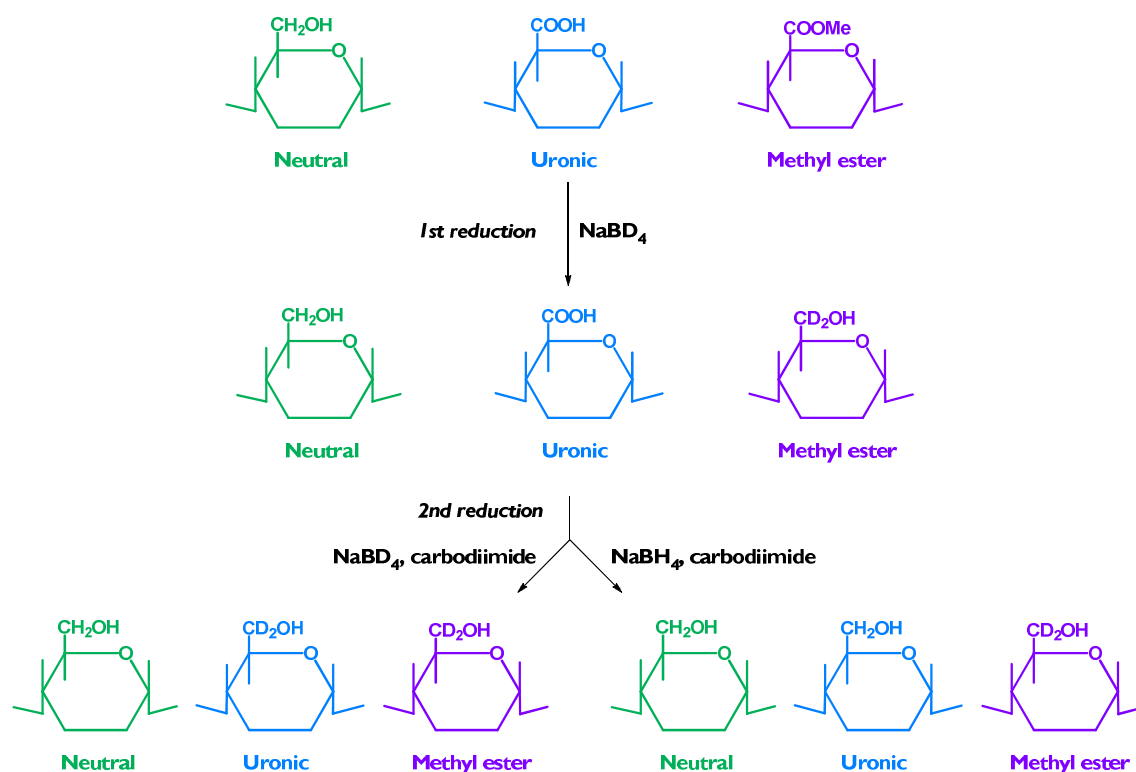 CH₂OH COOH COOMe
O O O
Neutral Uronic Methyl ester
1st reduction NaBD₄
CH₂OH COOH CD₂OH
O O O
Neutral Uronic Methyl ester
2nd reduction
NaBD₄, carbodiimide NaBH₄, carbodiimide
CH₂OH CD₂OH CD₂OH CH₂OH CH₂OH CD₂OH
O O O O O O
Neutral Uronic Methyl ester Neutral Uronic Methyl ester